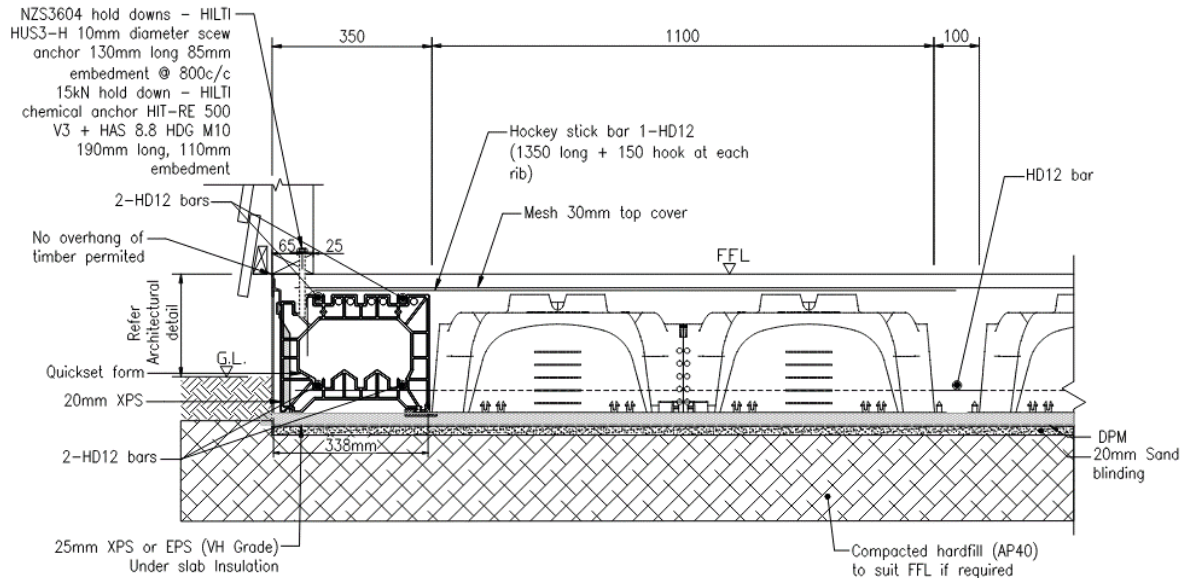 NZS3604 hold downs - HILTI
HUS3-H 10mm diameter scew
anchor 130mm long 85mm
embedment @ 800c/c
15kN hold down - HILTI
chemical anchor HIT-RE 500
V3 + HAS 8.8 HDG M10
190mm long, 110mm
embedment
350
1100
100
Hockey stick bar 1-HD12
(1350 long + 150 hook at each
rib)
HD12 bar
2-HD12 bars
Mesh 30mm top cover
No overhang of
timber permited
65
25
FFL
Refer
Architectural
detail
G.L.
Quickset form
20mm XPS
2-HD12 bars
338mm
DPM
20mm Sand
blinding
25mm XPS or EPS (VH Grade)
Under slab Insulation
Compacted hardfill (AP40)
to suit FFL if required